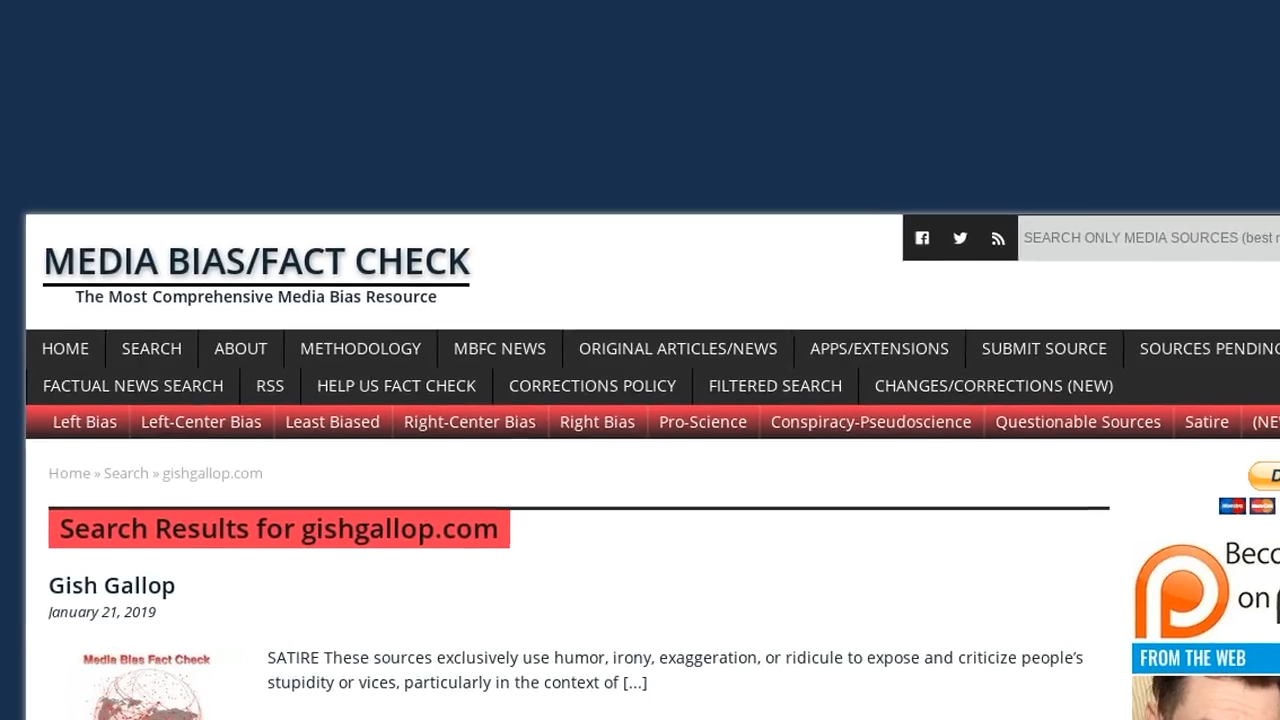 SEARCH ONLY MEDIA SOURCES (best
MEDIA BIAS/FACT CHECK
The Most Comprehensive Media Bias Resource
HOME SEARCH ABOUT METHODOLOGY MBFC NEWS ORIGINAL ARTICLES/NEWS APPS/EXTENSIONS SUBMIT SOURCE SOURCES PENDING
FACTUAL NEWS SEARCH RSS HELP US FACT CHECK CORRECTIONS POLICY FILTERED SEARCH CHANGES/CORRECTIONS (NEW)
Left Bias Left-Center Bias Least Biased Right-Center Bias Right Bias Pro-Science Conspiracy-Pseudoscience Questionable Sources Satire (NE
Home » Search » gishgallop.com
Search Results for gishgallop.com
Gish Gallop
January 21, 2019
Media Bias Fact Check
SATIRE These sources exclusively use humor, irony, exaggeration, or ridicule to expose and criticize people’s
stupidity or vices, particularly in the context of [...]
Beco
on
FROM THE WEB